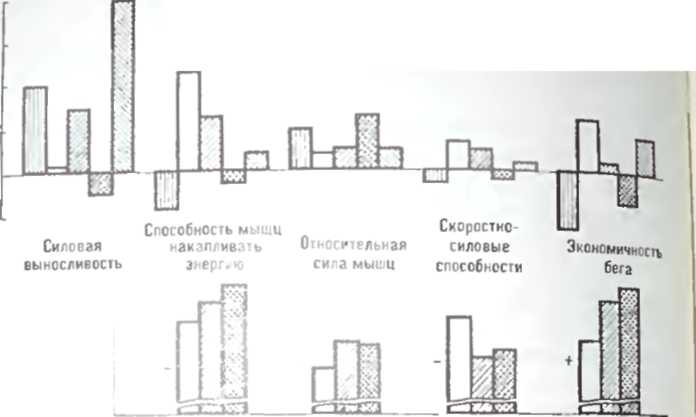 Силовая
выносливость
Способность мышц
накапливать
энергию
Относительная
сила мышц
Скоростно-
силовые
способности
Экономичность
бега
-
-
+